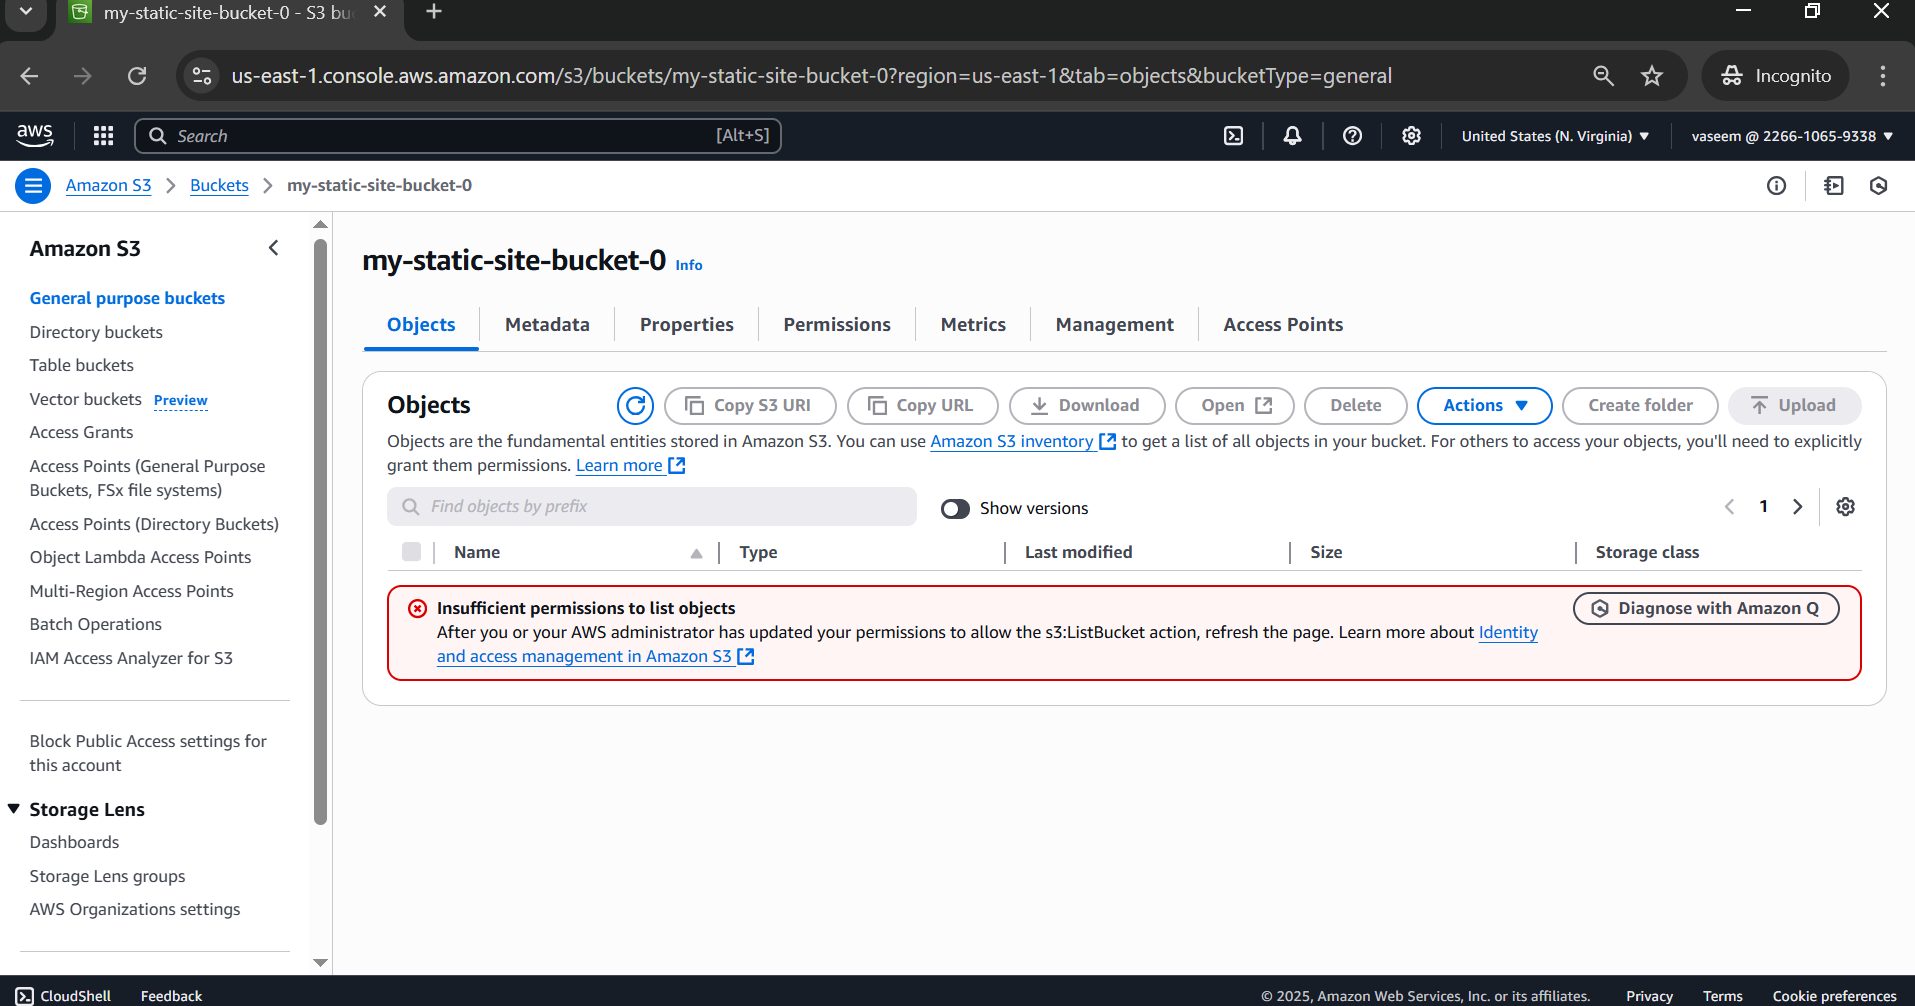 my-static-site-bucket-0 - S3 bu
us-east-1.console.aws.amazon.com/s3/buckets/my-static-site-bucket-0?region=us-east-1&tab=objects&bucketType=general
Incognito
aws
Search
[Alt+S]
United States (N. Virginia)
vaseem @ 2266-1065-9338
Amazon S3
Buckets
my-static-site-bucket-0
Amazon S3
General purpose buckets
Directory buckets
Table buckets
Vector buckets Preview
Access Grants
Access Points (General Purpose
Buckets, FSx file systems)
Access Points (Directory Buckets)
Object Lambda Access Points
Multi-Region Access Points
Batch Operations
IAM Access Analyzer for S3
Block Public Access settings for
this account
Storage Lens
Dashboards
Storage Lens groups
AWS Organizations settings
my-static-site-bucket-0 Info
Objects
Metadata
Properties
Permissions
Metrics
Management
Access Points
Objects
Copy S3 URI
Copy URL
Download
Open
Delete
Actions
Create folder
Upload
Objects are the fundamental entities stored in Amazon S3. You can use Amazon S3 inventory to get a list of all objects in your bucket. For others to access your objects, you'll need to explicitly
grant them permissions. Learn more
Find objects by prefix
Show versions
1
Name
Type
Last modified
Size
Storage class
Insufficient permissions to list objects
After you or your AWS administrator has updated your permissions to allow the s3:ListBucket action, refresh the page. Learn more about Identity
and access management in Amazon S3
Diagnose with Amazon Q
CloudShell
Feedback
© 2025, Amazon Web Services, Inc. or its affiliates.
Privacy
Terms
Cookie preferences